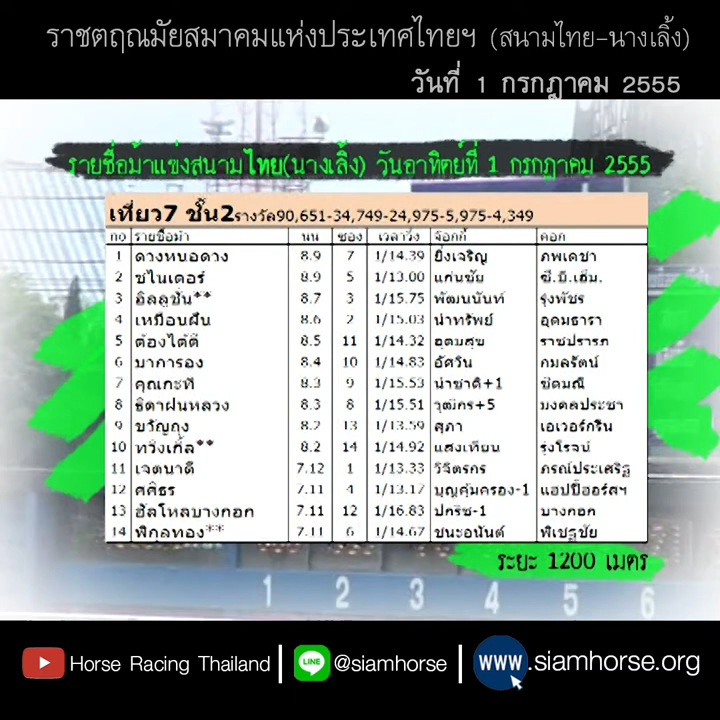 ราชตฤณมัยสมาคมแห่งประเทศไทยฯ (สนามไทย-นางเลิ้ง)
วันที่ 1 กรกฎาคม 2555
รายชื่อม้าแข่งสนามไทย(นางเลิ้ง) วันอาทิตย์ที่ 1 กรกฎาคม 2555
เที่ยว7 ชั้น2รางวัล90,651-34,749-24,975-5,975-4,349
no รายชื่อม้า นน ซอง เวลาวิ่ง จ๊อกกี้ คอก
1 ดางหบอดาง 8.9 7 1/14.39 ยิ่งเจริญ ภพเดชา
2 ชไนเดอร์ 8.9 5 1/13.00 แก่นชัย ซี.บี.เอ็ม.
3 อิลลูชั่น** 8.7 3 1/15.75 พัฒนนันท์ รุ่งพัชร
4 เหมือนฝัน 8.6 2 1/15.03 นำทรัพย์ อุดมธารา
5 ต้องได้ดี 8.5 11 1/14.32 อุดมสุข ราชปรารภ
6 บาการอง 8.4 10 1/14.83 อัศวิน กมลรัตน์
7 คุณกะทิ 8.3 9 1/15.53 นำชาติ+1 ชัดมณี
8 ธิดาฝนหลวง 8.3 8 1/15.51 วุฒิกร+5 มงคลประชา
9 ขวัญกุง 8.2 13 1/13.59 สุภา เอเวอร์กรีน
10 ทวิงเกิ้ล** 8.2 14 1/14.92 แสงเทียน รุ่งโรจน์
11 เจตนาดี 7.12 1 1/13.33 วิจิตรกร ภรณ์ประเสริฐ
12 ศศิธร 7.11 4 1/13.17 บุญคุ้มครอง-1 แฮปปี้ฮอร์สฯ
13 ฮัลโหลบางกอก 7.11 12 1/16.83 ปกรัช-1 บางกอก
14 พิกุลทอง** 7.11 6 1/14.67 ชนะอนันต์ พิเชฐชัย
ระยะ 1200 เมตร
1 2 3 4 5 6
Horse Racing Thailand LINE @siamhorse www.siamhorse.org